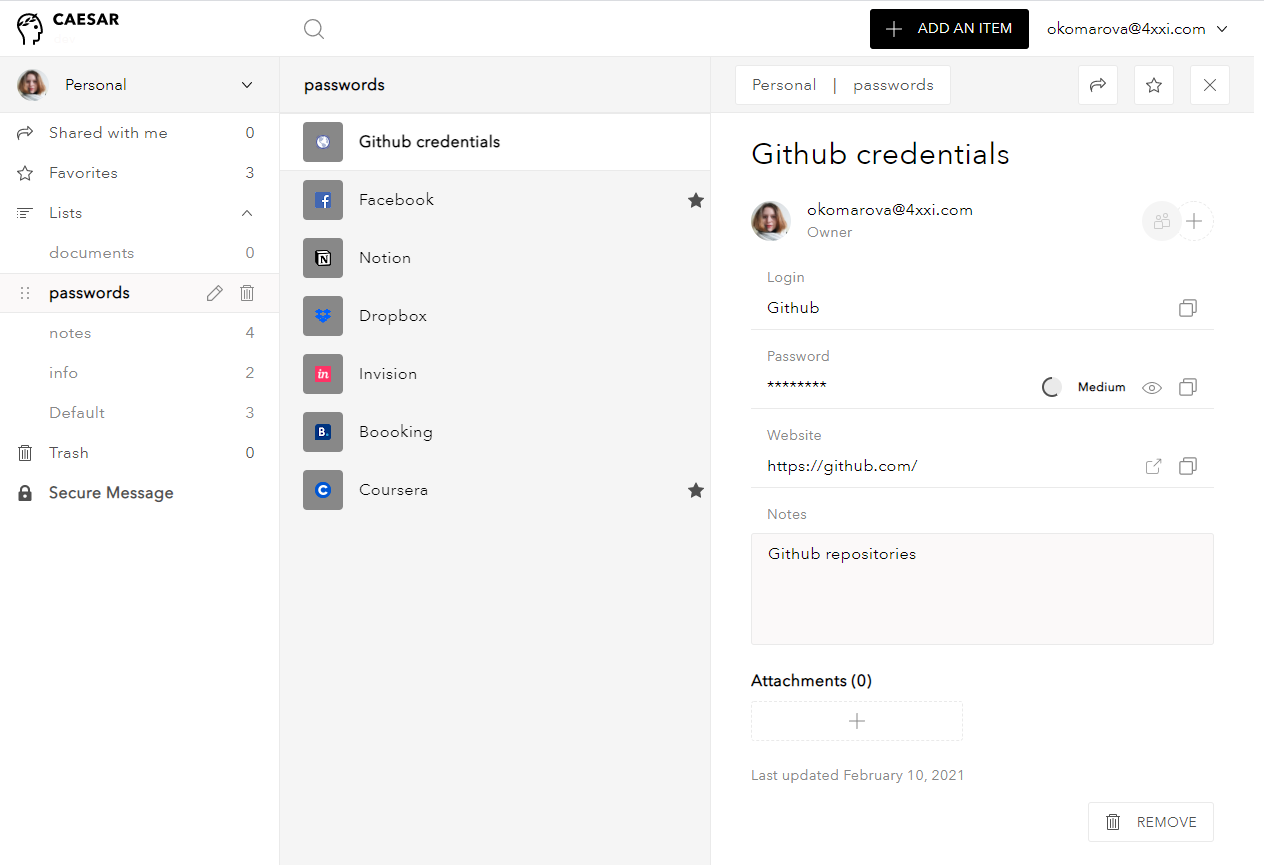 CAESAR
ADD AN ITEM
okomarova@4xxi.com
Personal
Shared with me 0
Favorites 3
Lists
documents 0
passwords
notes 4
info 2
Default 3
Trash 0
Secure Message
passwords
Github credentials
Facebook
Notion
Dropbox
in
Invision
B.
Boooking
Coursera
Personal | passwords
Github credentials
okomarova@4xxi.com
Owner
Login
Github
Password
******** Medium
Website
https://github.com/
Notes
Github repositories
Attachments (0)
Last updated February 10, 2021
REMOVE